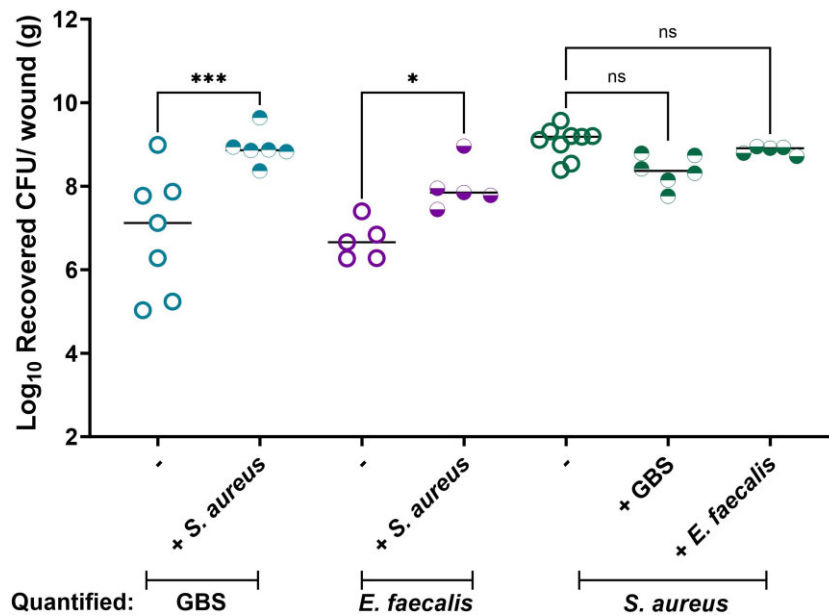 Log10 Recovered CFU/ wound (g)
12
10
8
6
4
2
***
*
ns
ns
-
+ S. aureus
-
+ S. aureus
-
+ GBS
+ E. faecalis
Quantified: GBS E. faecalis S. aureus